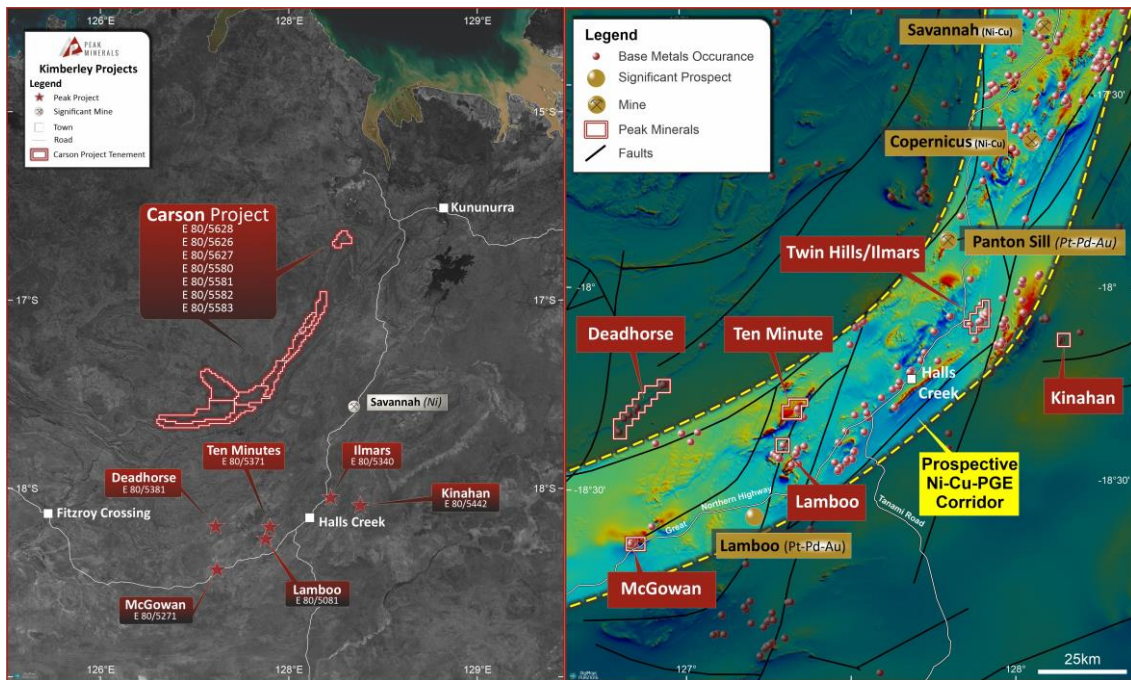 PEAK
MINERALS
Kimberley Projects
Legend
Peak Project
Significant Mine
Town
Road
Carson Project Tenement
126°E
128°E
15°S
Kununurra
Carson Project
E 80/5628
E 80/5626
E 80/5627
E 80/5580
E 80/5581
E 80/5582
E 80/5583
17°S
17°S
Savannah (Ni)
Ten Minutes
E 80/5371
Ilmars
E 80/5340
Deadhorse
E 80/5381
Kinahan
E 80/5442
18°S
18°S
Fitzroy Crossing
Halls Creek
McGowan
E 80/5271
Lamboo
E 80/5081
126°E
128°E
Legend
Base Metals Occurance
Significant Prospect
Mine
Peak Minerals
Faults
127°
128°
Savannah (Ni-Cu)
-17°30'
Copernicus (Ni-Cu)
Panton Sill (Pt-Pd-Au)
Twin Hills/Ilmars
-18°
-18°
Deadhorse
Ten Minute
Halls
Creek
Kinahan
Prospective
Ni-Cu-PGE
Corridor
-18°30'
-18°30'
Lamboo
Great Northern Highway
Tanami Road
Lamboo (Pt-Pd-Au)
McGowan
127°
128°
25km